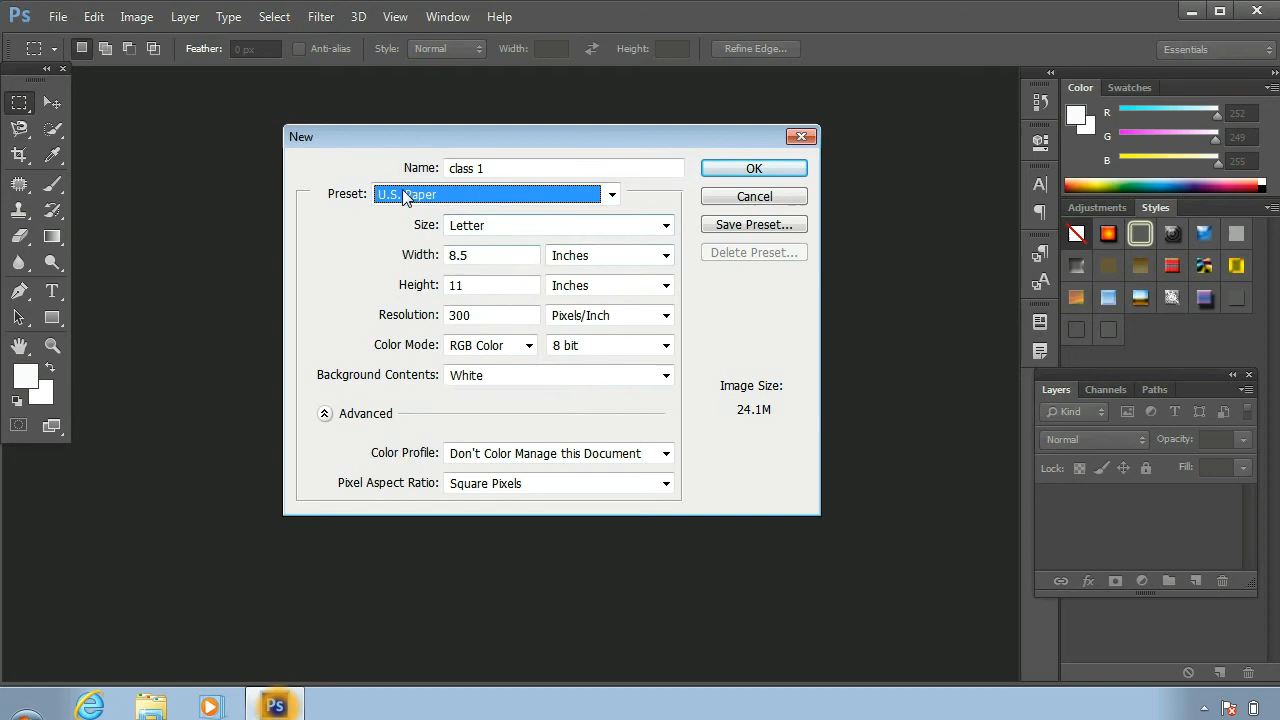 Ps File Edit Image Layer Type Select Filter 3D View Window Help
Feather: 0 px Anti-alias Style: Normal Width: Height: Refine Edge... Essentials
New
Name: class 1 OK
Preset: U.S. Paper Cancel
Size: Letter Save Preset...
Width: 8.5 Inches Delete Preset...
Height: 11 Inches
Resolution: 300 Pixels/Inch
Color Mode: RGB Color 8 bit
Background Contents: White
Image Size:
24.1M
Advanced
Color Profile: Don't Color Manage this Document
Pixel Aspect Ratio: Square Pixels
Color Swatches
R 252
G 249
B 255
Adjustments Styles
Layers Channels Paths
Kind
Normal Opacity:
Lock: Fill:
Ps